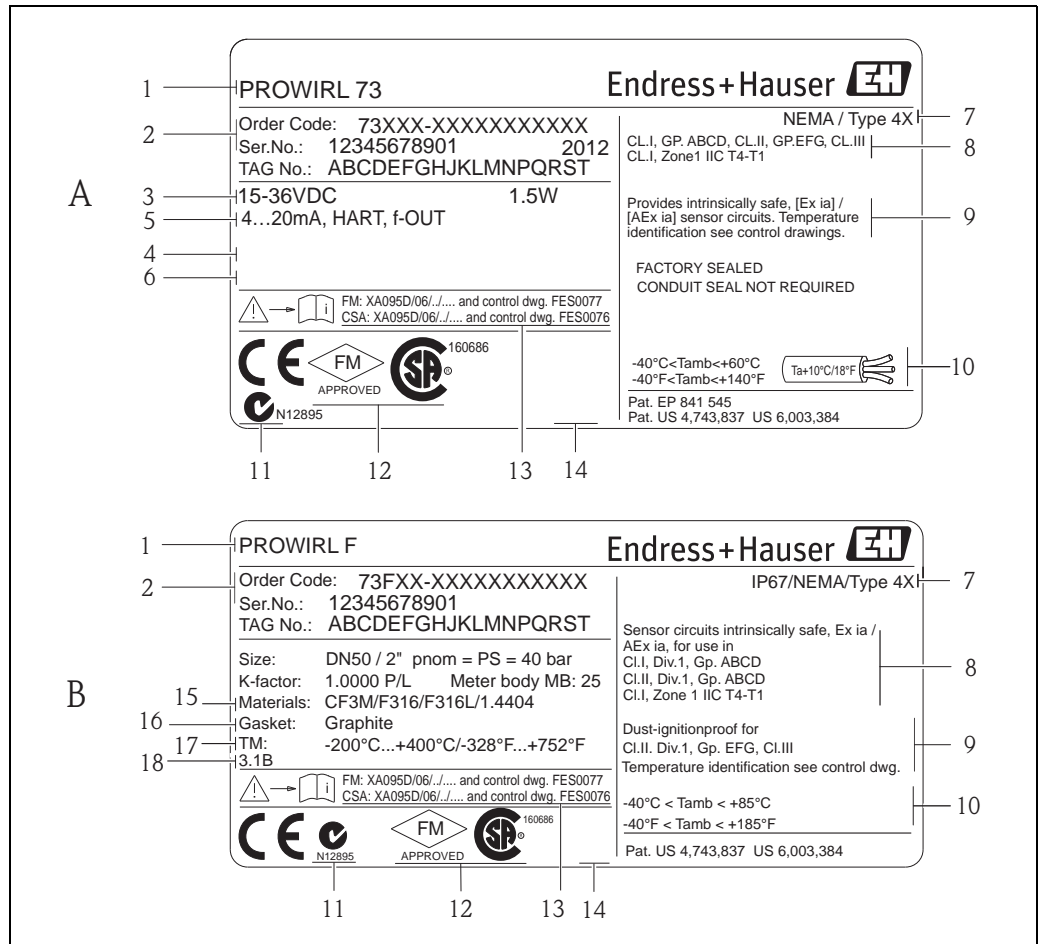 A
1
PROWIRL 73
Endress+Hauser EH
2
Order Code: 73XXX-XXXXXXXXXXX
Ser.No.: 12345678901 2012
TAG No.: ABCDEFGHJKLMNPQRST
3
15-36VDC 1.5W
5
4...20mA, HART, f-OUT
4
6
i
FM: XA095D/06/../.... and control dwg. FES0077
CSA: XA095D/06/../.... and control dwg. FES0076
CE
FM
APPROVED
SA
®
160686
N12895
NEMA / Type 4X
7
CL.I, GP. ABCD, CL.II, GP.EFG, CL.III
CL.I, Zone1 IIC T4-T1
8
Provides intrinsically safe, [Ex ia] /
[AEx ia] sensor circuits. Temperature
identification see control drawings.
9
FACTORY SEALED
CONDUIT SEAL NOT REQUIRED
-40°C<Tamb<+60°C
-40°F<Tamb<+140°F
Ta+10°C/18°F
10
Pat. EP 841 545
Pat. US 4,743,837 US 6,003,384
11
12
13
14
B
1
PROWIRL F
Endress+Hauser EH
2
Order Code: 73FXX-XXXXXXXXXXX
Ser.No.: 12345678901
TAG No.: ABCDEFGHJKLMNPQRST
Size: DN50 / 2" pnom = PS = 40 bar
K-factor: 1.0000 P/L Meter body MB: 25
15
Materials: CF3M/F316/F316L/1.4404
16
Gasket: Graphite
17
TM: -200°C...+400°C/-328°F...+752°F
18
3.1B
i
FM: XA095D/06/../.... and control dwg. FES0077
CSA: XA095D/06/../.... and control dwg. FES0076
CE
N12895
FM
APPROVED
SA
®
160686
IP67/NEMA/Type 4X
7
Sensor circuits intrinsically safe, Ex ia /
AEx ia, for use in
Cl.I, Div.1, Gp. ABCD
Cl.II, Div.1, Gp. ABCD
Cl.I, Zone 1 IIC T4-T1
8
Dust-ignitionproof for
Cl.II. Div.1, Gp. EFG, Cl.III
Temperature identification see control dwg.
9
-40°C < Tamb < +85°C
-40°F < Tamb < +185°F
10
Pat. US 4,743,837 US 6,003,384
11
12
13
14